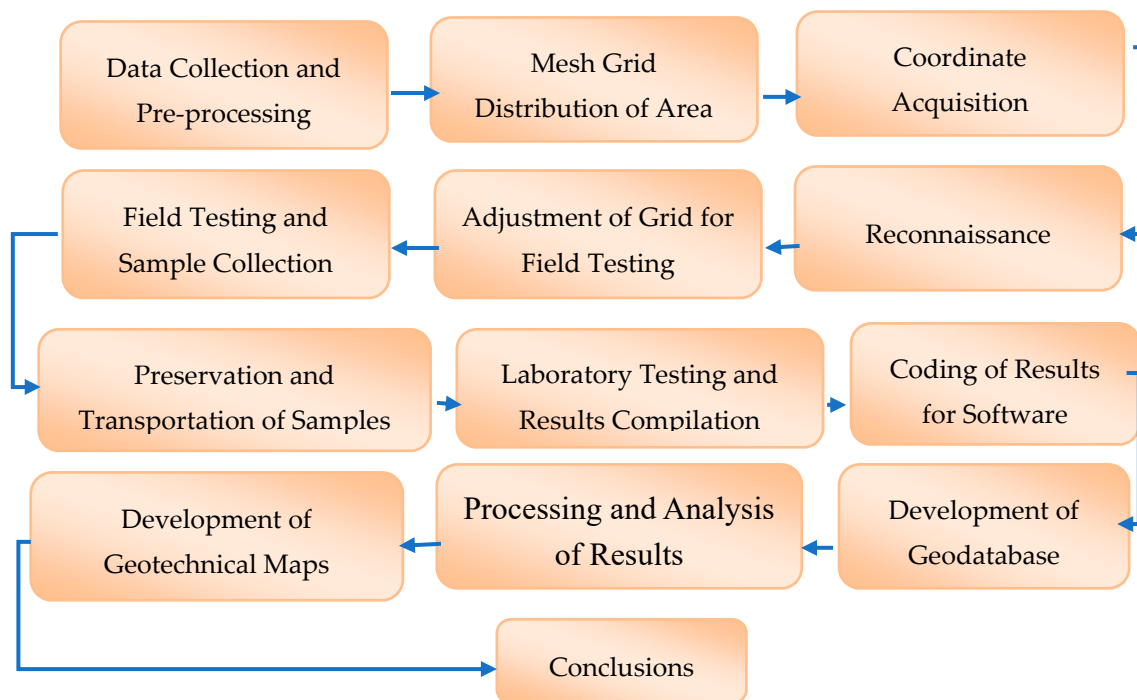 Data Collection and
Pre-processing
Mesh Grid
Distribution of Area
Coordinate
Acquisition
Field Testing and
Sample Collection
Adjustment of Grid for
Field Testing
Reconnaissance
Preservation and
Transportation of Samples
Laboratory Testing and
Results Compilation
Coding of Results
for Software
Development of
Geotechnical Maps
Processing and Analysis
of Results
Development of
Geodatabase
Conclusions